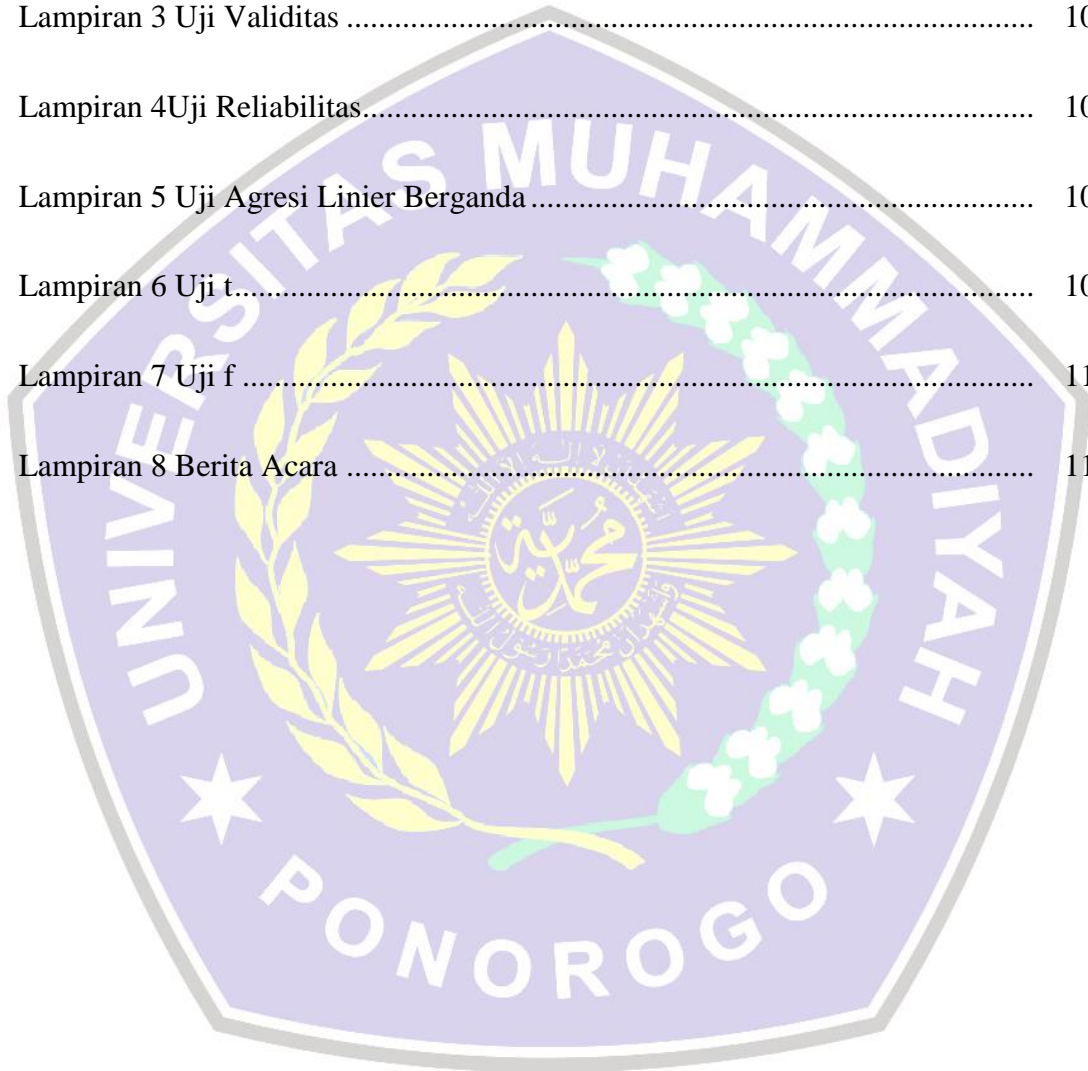 Lampiran 3 Uji Validitas ........................................................................................ 10
Lampiran 4Uji Reliabilitas...................................................................................... 10
Lampiran 5 Uji Agresi Linier Berganda ................................................................. 10
Lampiran 6 Uji t...................................................................................................... 10
Lampiran 7 Uji f ..................................................................................................... 11
Lampiran 8 Berita Acara ........................................................................................ 11
UNIVERSITAS MUHAMMADIYAH
PONOROGO
محمدية